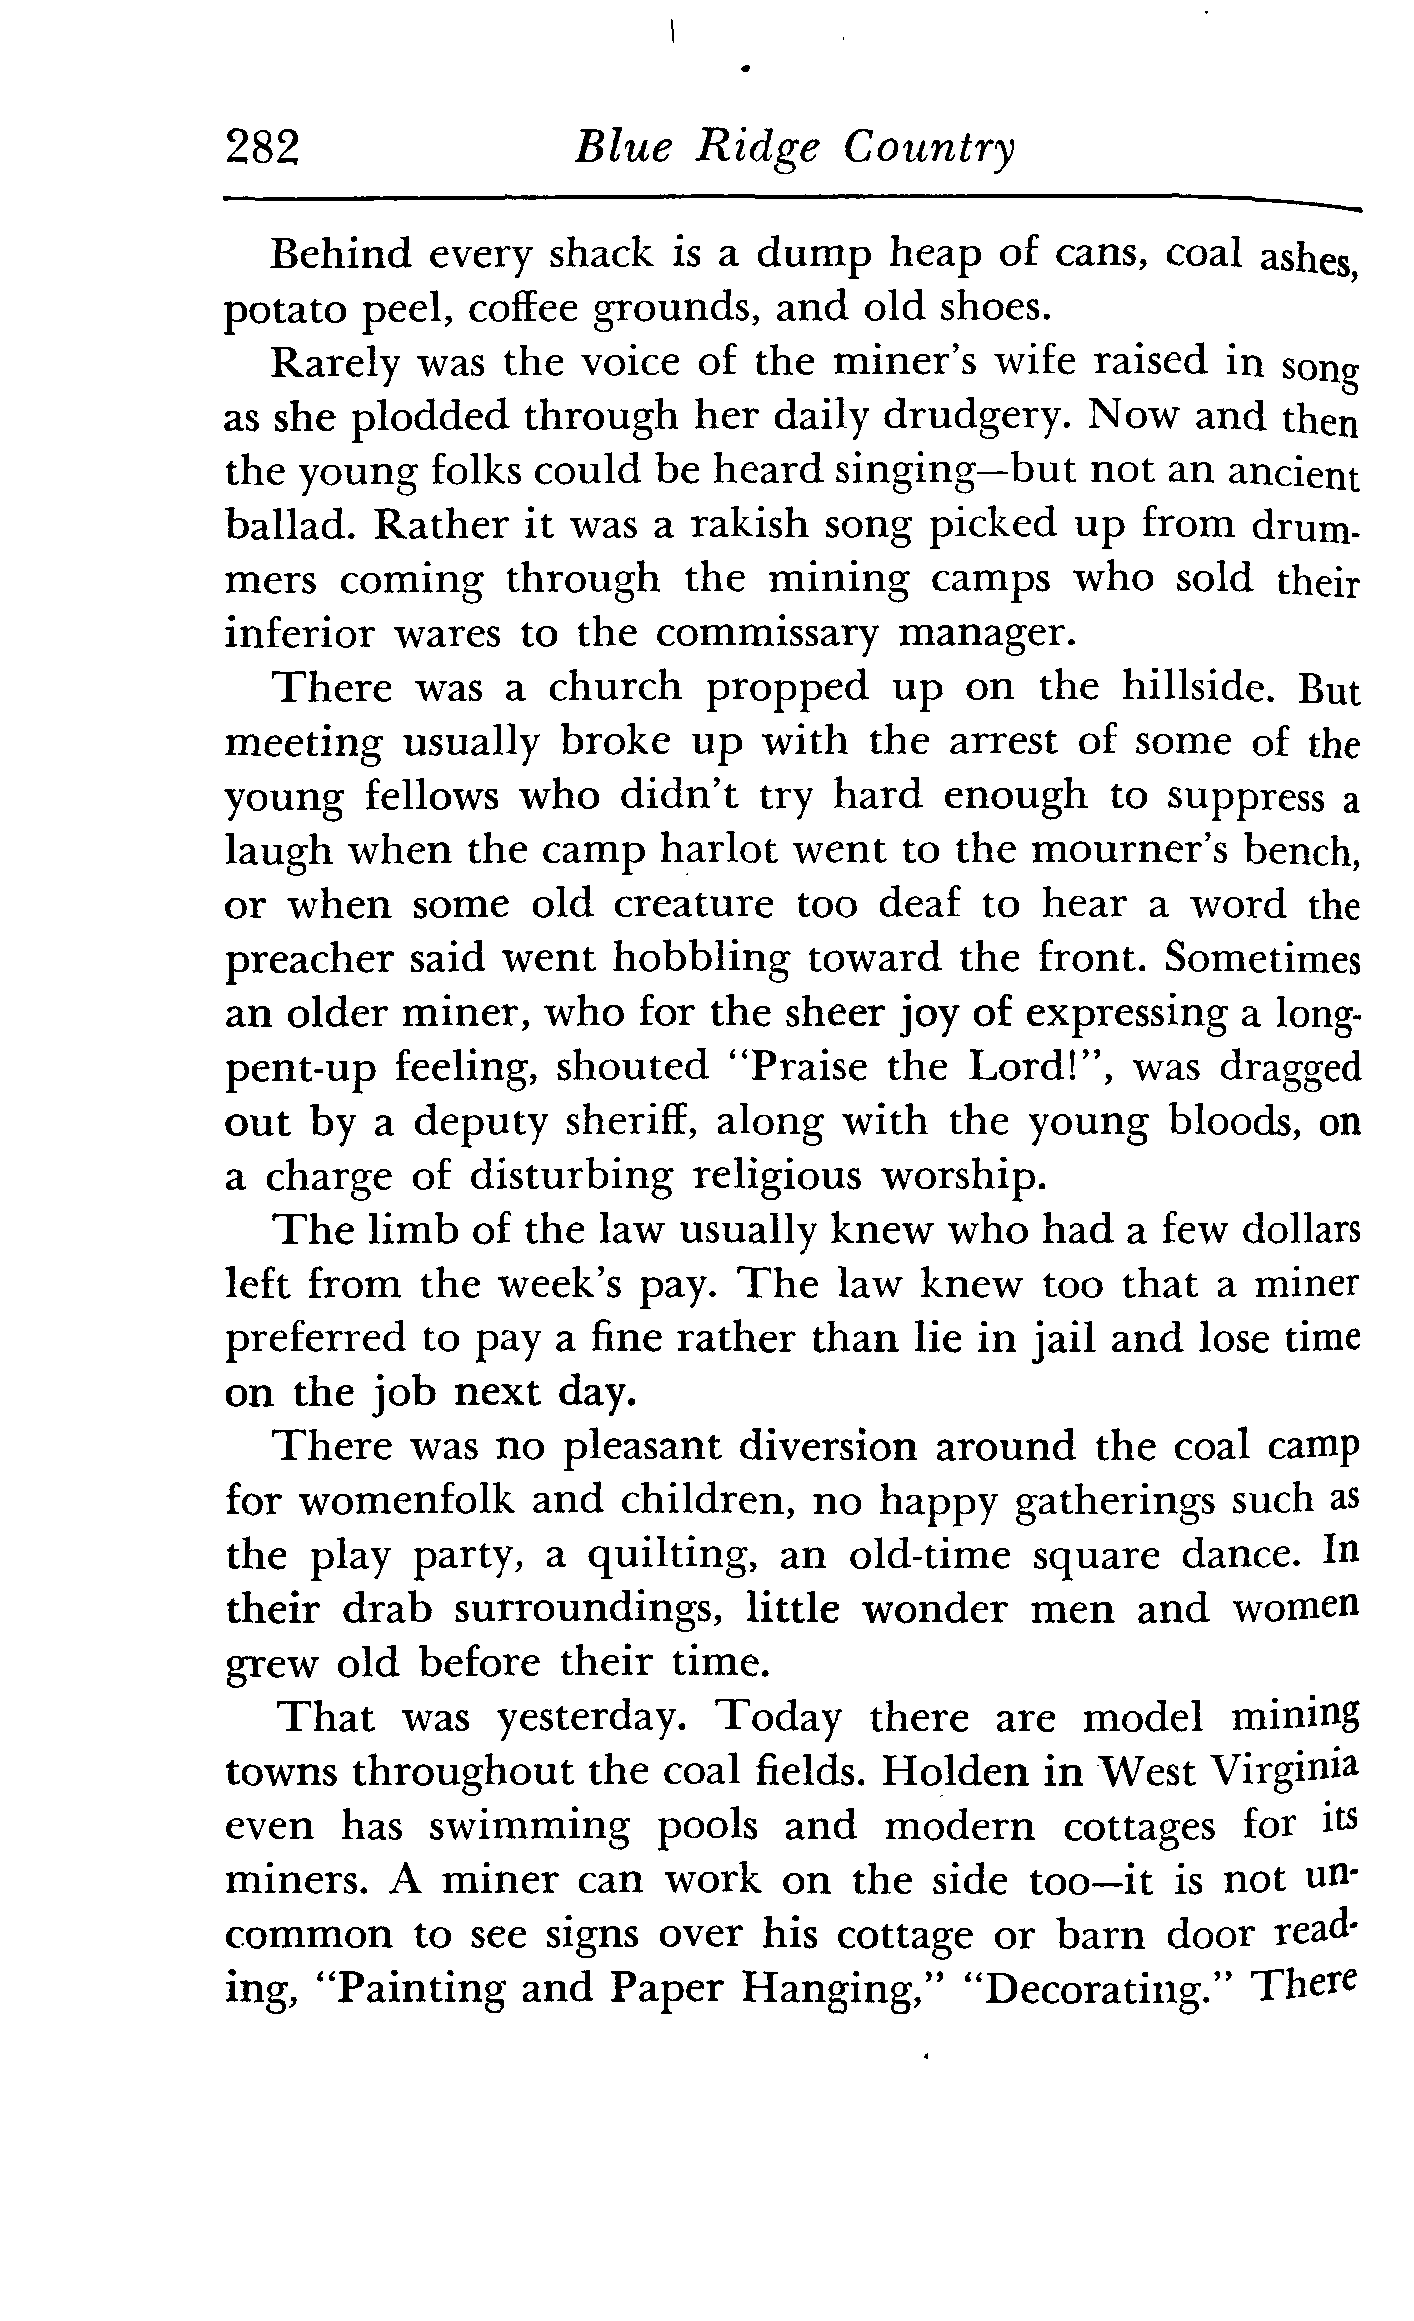 282 Blue Ridge Country
Behind every shack is a dump heap of cans, coal ashes,
potato peel, coffee grounds, and old shoes.
Rarely was the voice of the miner's wife raised in song
as she plodded through her daily drudgery. Now and then
the young folks could be heard singing—but not an ancient
ballad. Rather it was a rakish song picked up from drum-
mers coming through the mining camps who sold their
inferior wares to the commissary manager.
There was a church propped up on the hillside. But
meeting usually broke up with the arrest of some of the
young fellows who didn't try hard enough to suppress a
laugh when the camp harlot went to the mourner's bench,
or when some old creature too deaf to hear a word the
preacher said went hobbling toward the front. Sometimes
an older miner, who for the sheer joy of expressing a long-
pent-up feeling, shouted "Praise the Lord!", was dragged
out by a deputy sheriff, along with the young bloods, on
a charge of disturbing religious worship.
The limb of the law usually knew who had a few dollars
left from the week's pay. The law knew too that a miner
preferred to pay a fine rather than lie in jail and lose time
on the job next day.
There was no pleasant diversion around the coal camp
for womenfolk and children, no happy gatherings such as
the play party, a quilting, an old-time square dance. In
their drab surroundings, little wonder men and women
grew old before their time.
That was yesterday. Today there are model mining
towns throughout the coal fields. Holden in West Virginia
even has swimming pools and modern cottages for its
miners. A miner can work on the side too—it is not un-
common to see signs over his cottage or barn door read-
ing, "Painting and Paper Hanging," "Decorating." There